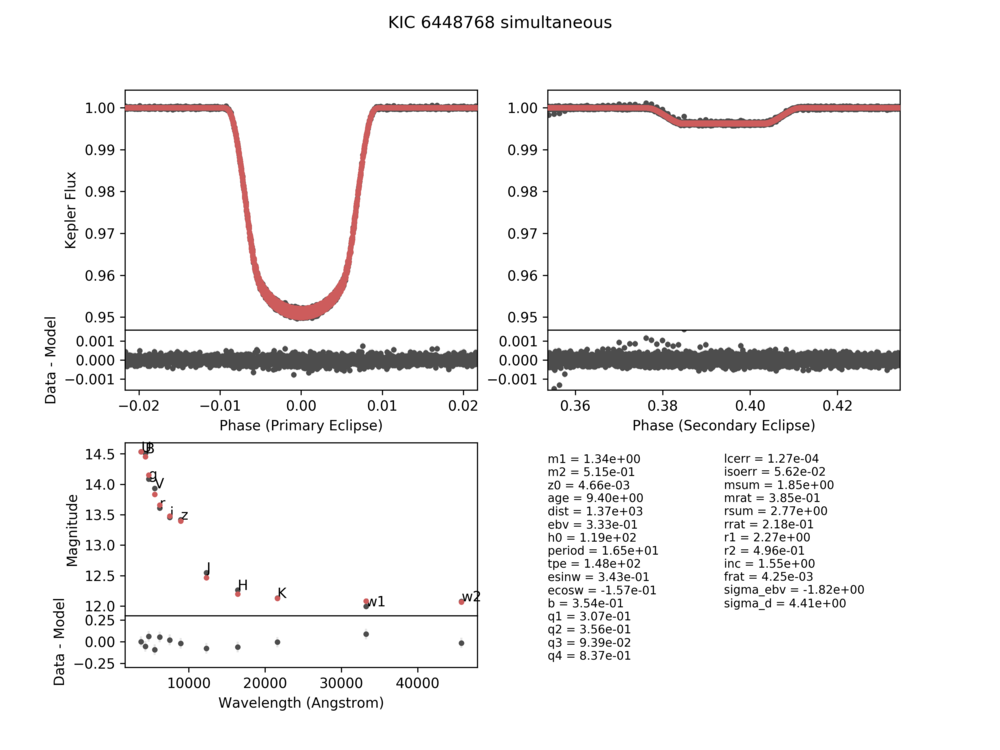 KIC 6448768 simultaneous
1.00
0.99
0.98
0.97
0.96
0.95
Kepler Flux
0.001
0.000
−0.001
Data - Model
−0.02
−0.01
0.00
0.01
0.02
Phase (Primary Eclipse)
1.00
0.99
0.98
0.97
0.96
0.95
0.001
0.000
−0.001
0.36
0.38
0.40
0.42
Phase (Secondary Eclipse)
14.5
14.0
13.5
13.0
12.5
12.0
Magnitude
U
B
g
V
r
i
z
J
H
K
w1
w2
0.25
0.00
−0.25
Data - Model
10000
20000
30000
40000
Wavelength (Angstrom)
m1 = 1.34e+00
m2 = 5.15e-01
z0 = 4.66e-03
age = 9.40e+00
dist = 1.37e+03
ebv = 3.33e-01
h0 = 1.19e+02
period = 1.65e+01
tpe = 1.48e+02
esinw = 3.43e-01
ecosw = -1.57e-01
b = 3.54e-01
q1 = 3.07e-01
q2 = 3.56e-01
q3 = 9.39e-02
q4 = 8.37e-01
lcerr = 1.27e-04
isoerr = 5.62e-02
msum = 1.85e+00
mrat = 3.85e-01
rsum = 2.77e+00
rrat = 2.18e-01
r1 = 2.27e+00
r2 = 4.96e-01
inc = 1.55e+00
frat = 4.25e-03
sigma_ebv = -1.82e+00
sigma_d = 4.41e+00